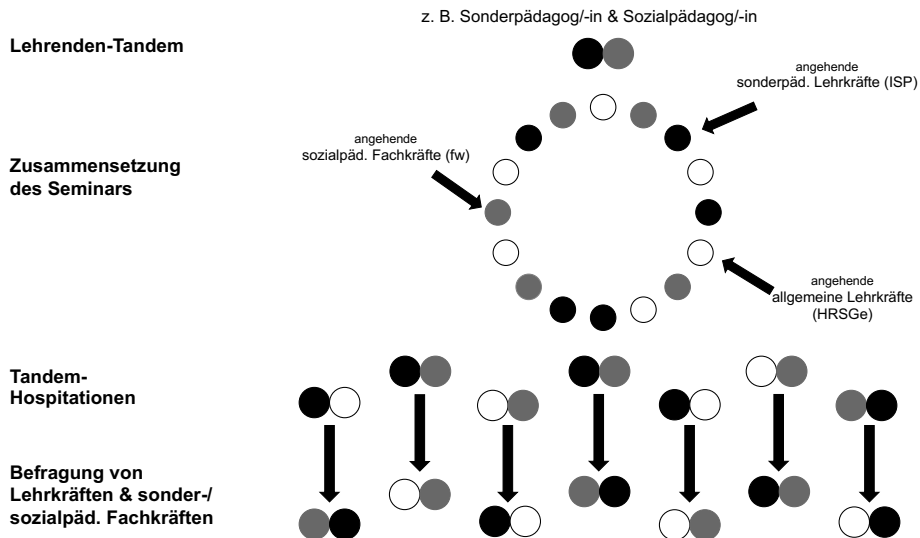 z. B. Sonderpädagog/-in & Sozialpädagog/-in
Lehrenden-Tandem
angehende
sonderpäd. Lehrkräfte (ISP)
angehende
sozialpäd. Fachkräfte (fw)
Zusammensetzung
des Seminars
angehende
allgemeine Lehrkräfte
(HRSGe)
Tandem-
Hospitationen
Befragung von
Lehrkräften & sonder-/
sozialpäd. Fachkräften